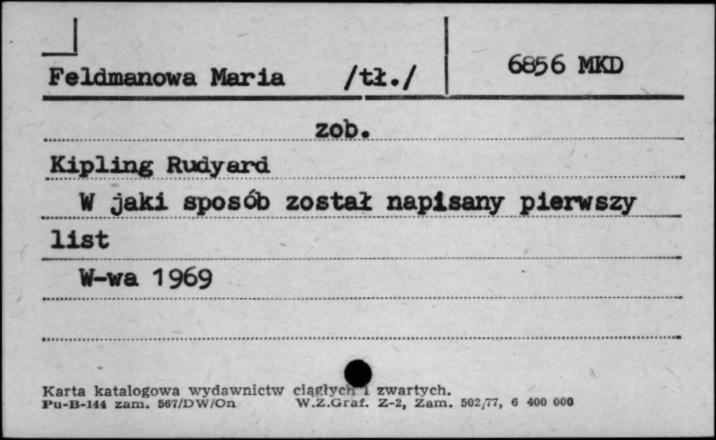 Feldmanowa Maria /tł./ 6856 MKD
zob.
Kipling Rudyard
W jaki sposób został napisany pierwszy
list
W-wa 1969
Karta katalogowa wydawnictw ciągłych i zwartych.
Pu-B-144 zam. 567/DW/On W.Z.Graf. Z-2, Zam. 502/77, 6 400 000